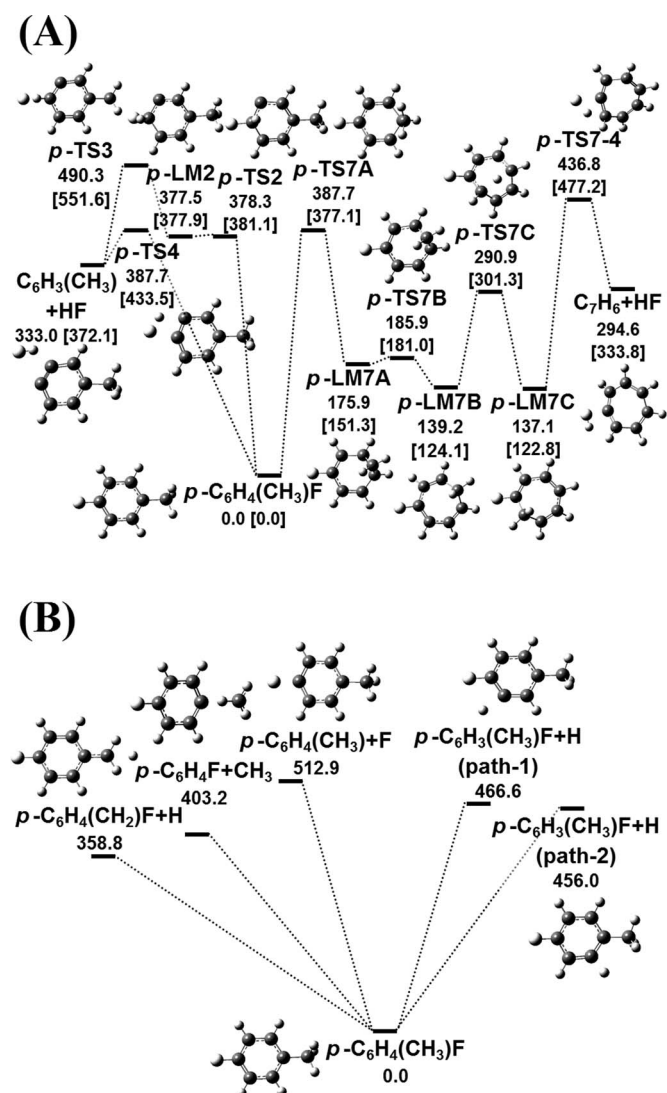 (A)
p-TS3
490.3
[551.6]
p-LM2
377.5
[377.9]
p-TS2
378.3
[381.1]
p-TS7A
387.7
[377.1]
p-TS7-4
436.8
[477.2]
p-TS7C
290.9
[301.3]
p-TS4
387.7
[433.5]
C₆H₃(CH₃)
+HF
333.0 [372.1]
p-TS7B
185.9
[181.0]
C₇H₆+HF
294.6
[333.8]
p-LM7A
175.9
[151.3]
p-LM7B
139.2
[124.1]
p-LM7C
137.1
[122.8]
p-C₆H₄(CH₃)F
0.0 [0.0]
(B)
p-C₆H₄(CH₃)+F
512.9
p-C₆H₃(CH₃)F+H
(path-1)
466.6
p-C₆H₄F+CH₃
403.2
p-C₆H₄(CH₂)F+H
358.8
p-C₆H₃(CH₃)F+H
(path-2)
456.0
p-C₆H₄(CH₃)F
0.0